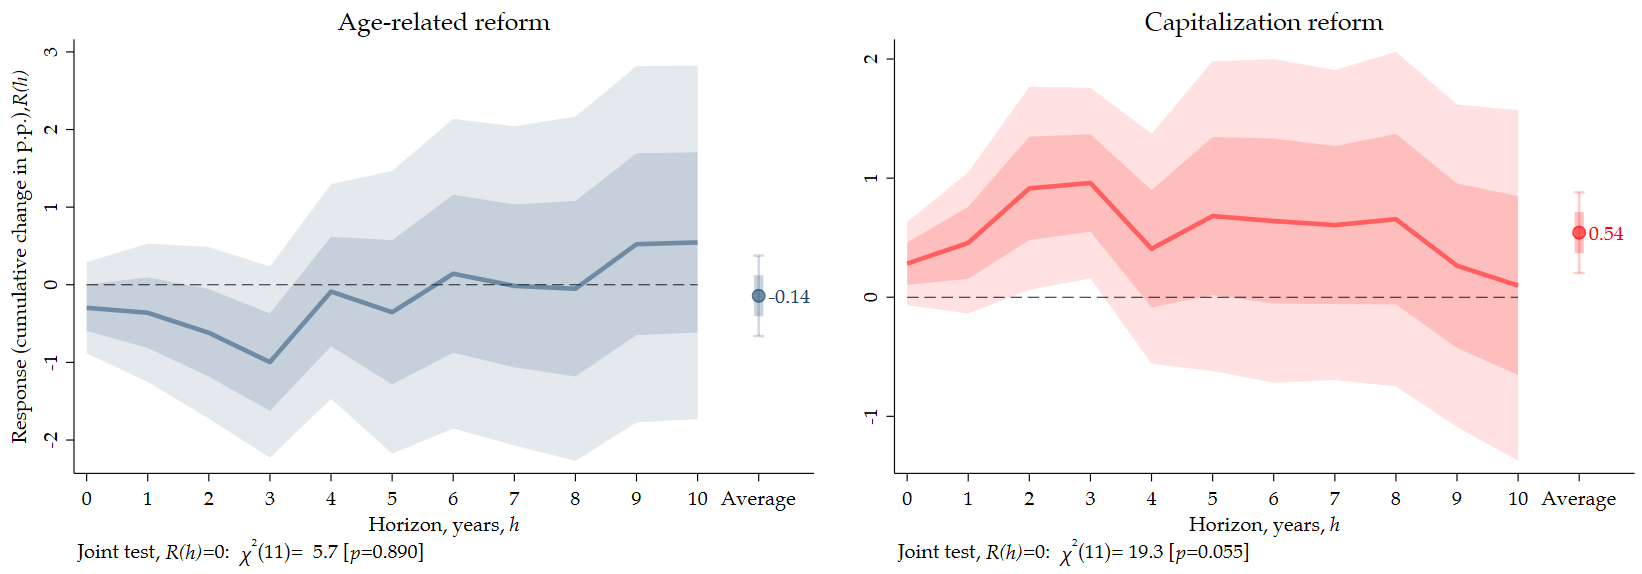 Age-related reform
Response (cumulative change in p.p.),R(h)
3
2
1
0
-1
-2
-0.14
0 1 2 3 4 5 6 7 8 9 10 Average
Horizon, years, h
Joint test, R(h)=0: χ²(11)= 5.7 [p=0.890]
Capitalization reform
2
1
0
-1
0.54
0 1 2 3 4 5 6 7 8 9 10 Average
Horizon, years, h
Joint test, R(h)=0: χ²(11)= 19.3 [p=0.055]